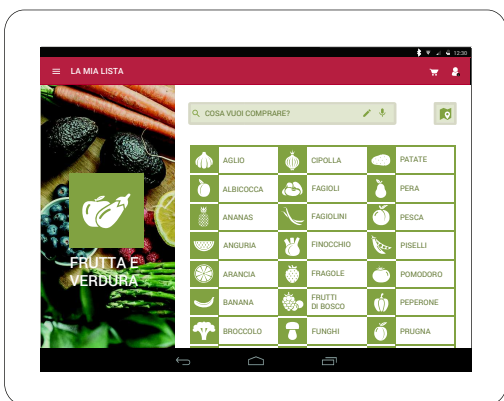 12:30
LA MIA LISTA
COSA VUOI COMPRARE?
FRUTTA E
VERDURA
AGLIO
CIPOLLA
PATATE
ALBICOCCA
FAGIOLI
PERA
ANANAS
FAGIOLINI
PESCA
ANGURIA
FINOCCHIO
PISELLI
ARANCIA
FRAGOLE
POMODORO
BANANA
FRUTTI
DI BOSCO
PEPERONE
BROCCOLO
FUNGHI
PRUGNA